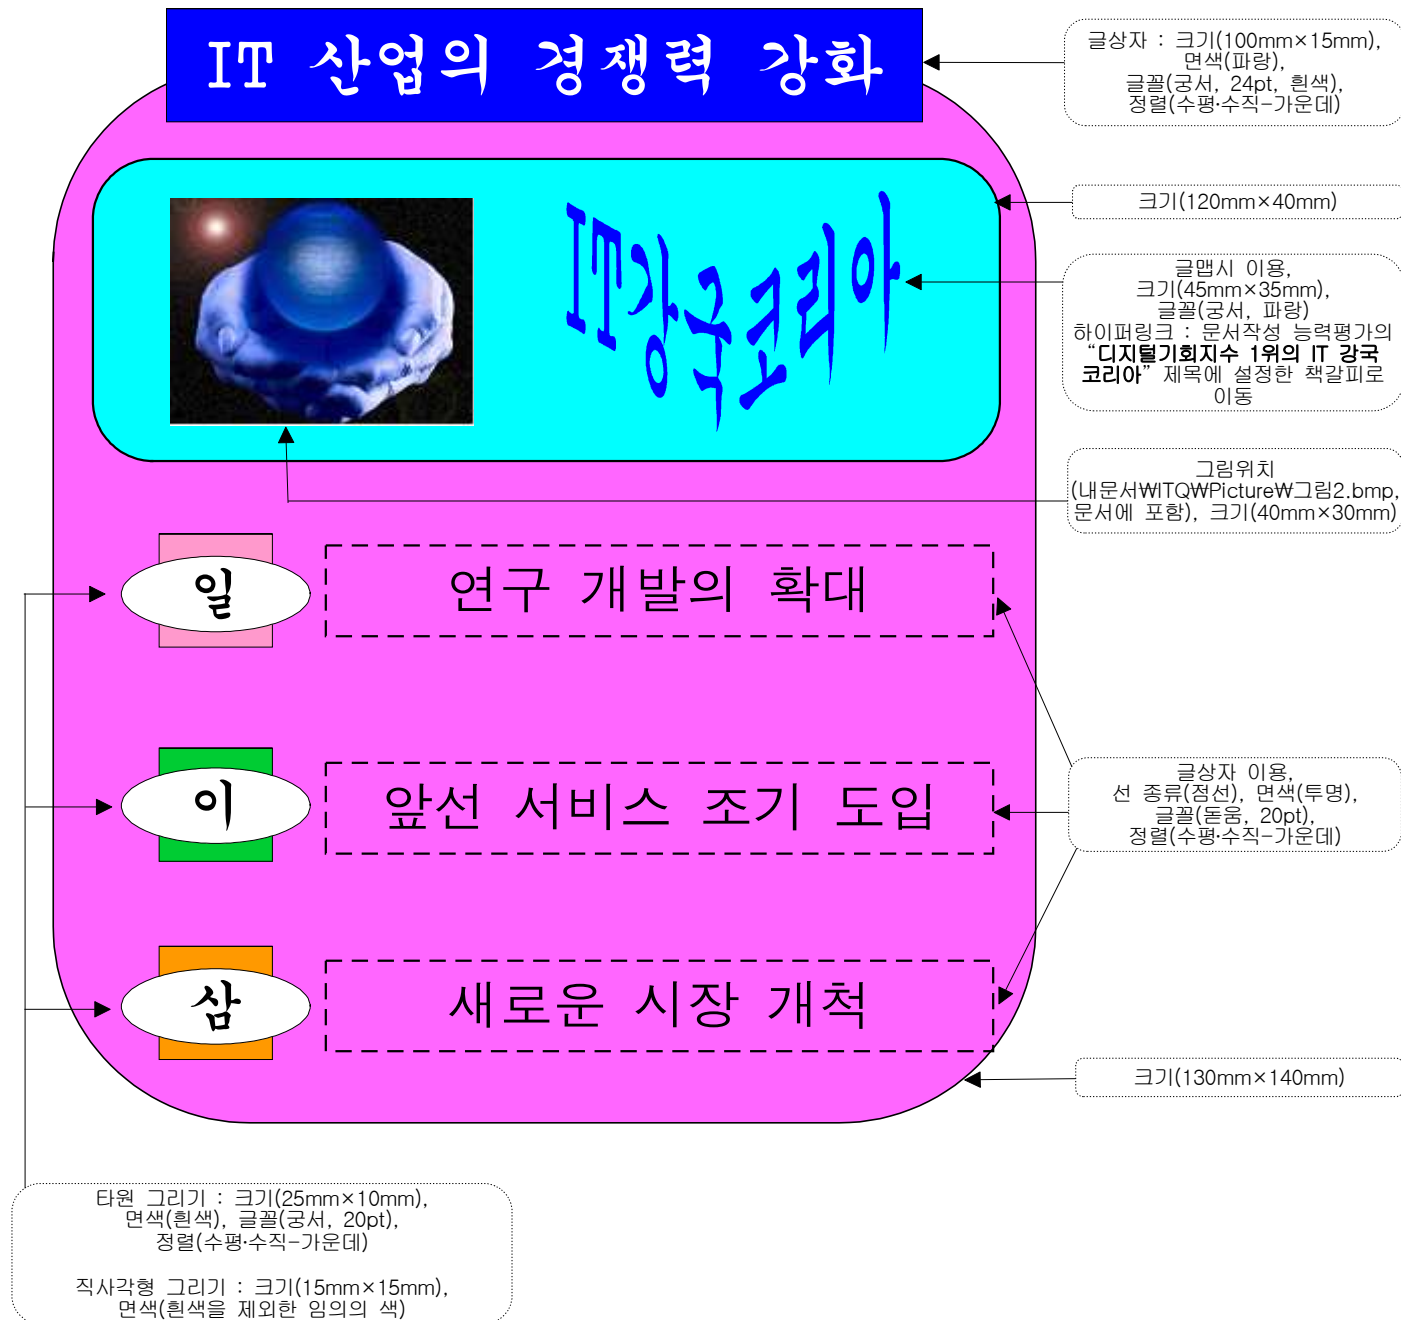 IT 산업의 경쟁력 강화
글상자 : 크기(100mm×15mm),
면색(파랑),
글꼴(궁서, 24pt, 흰색),
정렬(수평·수직-가운데)
크기(120mm×40mm)
IT강국코리아
글맵시 이용,
크기(45mm×35mm),
글꼴(궁서, 파랑)
하이퍼링크 : 문서작성 능력평가의
“디지털기회지수 1위의 IT 강국
코리아” 제목에 설정한 책갈피로
이동
그림위치
(내문서₩ITQ₩Picture₩그림2.bmp,
문서에 포함), 크기(40mm×30mm)
일
연구 개발의 확대
이
앞선 서비스 조기 도입
글상자 이용,
선 종류(점선), 면색(투명),
글꼴(돋움, 20pt),
정렬(수평·수직-가운데)
삼
새로운 시장 개척
크기(130mm×140mm)
타원 그리기 : 크기(25mm×10mm),
면색(흰색), 글꼴(궁서, 20pt),
정렬(수평·수직-가운데)
직사각형 그리기 : 크기(15mm×15mm),
면색(흰색을 제외한 임의의 색)